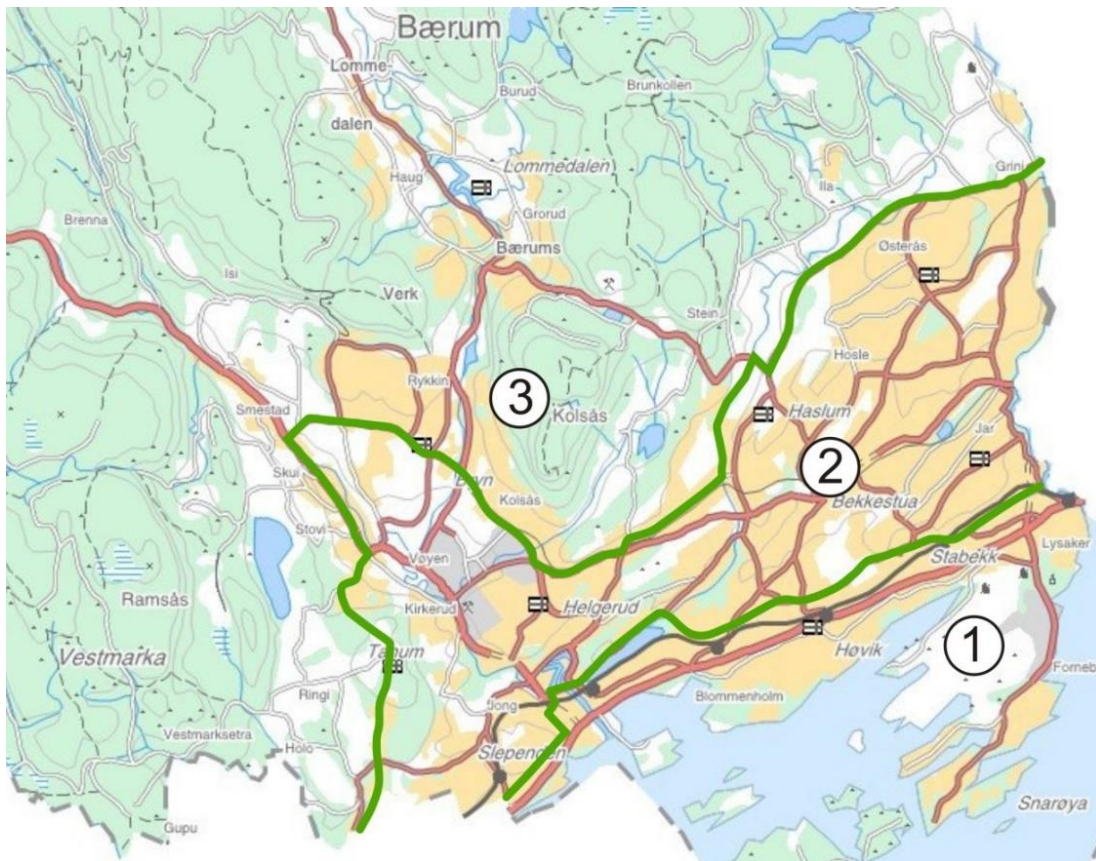 Bærum
Lomme-
dalen
Burud
Brunkollen
Haug
Lommedalen
Ila
Grini
Grorud
Brenna
Bærums
Østerås
Isi
Verk
Stein
Hosle
Rykkin
3
Kolsås
Haslum
Smestad
Jar
2
Skui
Bryn
Kolsås
Bekkestua
Stovi
Vøyen
Stabekk
Lysaker
Ramsås
Kirkerud
Helgerud
1
Vestmarka
Tanum
Høvik
Forneb
Ringi
Jong
Blommenholm
Vestmarksetra
Holo
Slependen
Snarøya
Gupu